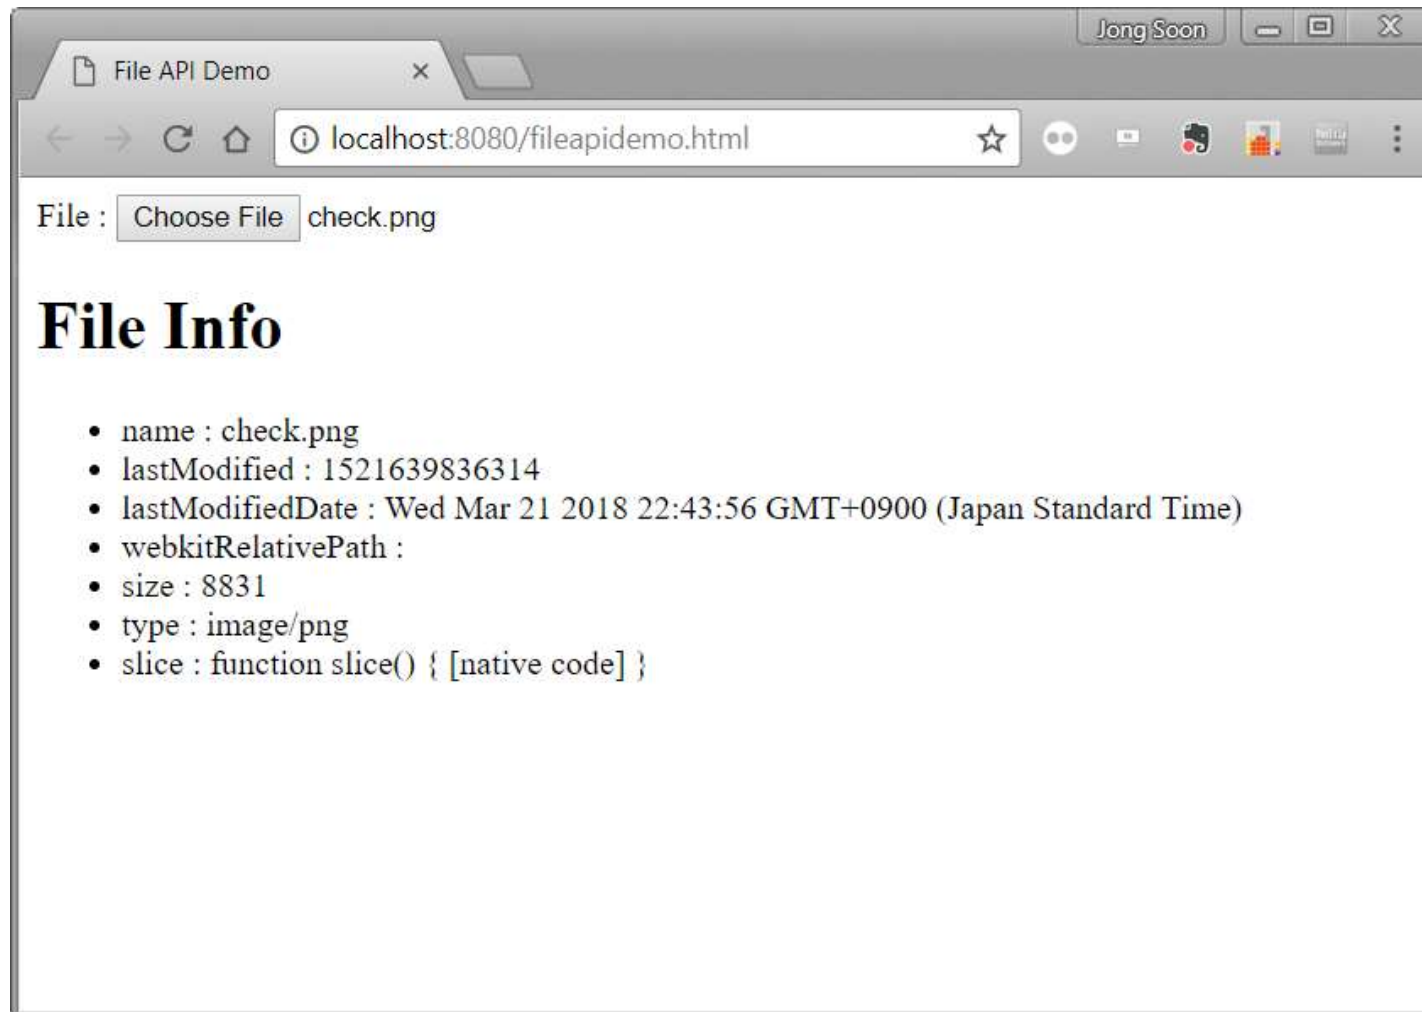 Jong Soon
File API Demo
localhost:8080/fileapidemo.html
File : Choose File check.png
File Info
• name : check.png
• lastModified : 1521639836314
• lastModifiedDate : Wed Mar 21 2018 22:43:56 GMT+0900 (Japan Standard Time)
• webkitRelativePath :
• size : 8831
• type : image/png
• slice : function slice() { [native code] }